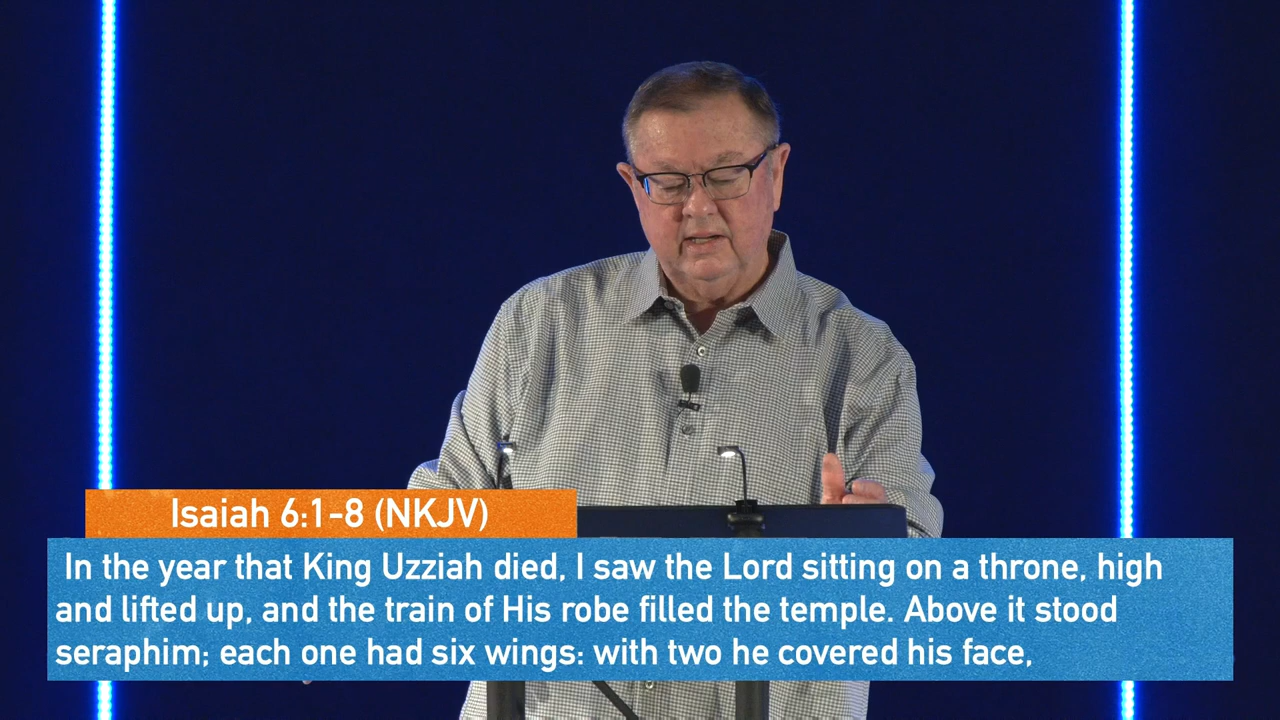 Isaiah 6:1-8 (NKJV)
In the year that King Uzziah died, I saw the Lord sitting on a throne, high
and lifted up, and the train of His robe filled the temple. Above it stood
seraphim; each one had six wings: with two he covered his face,